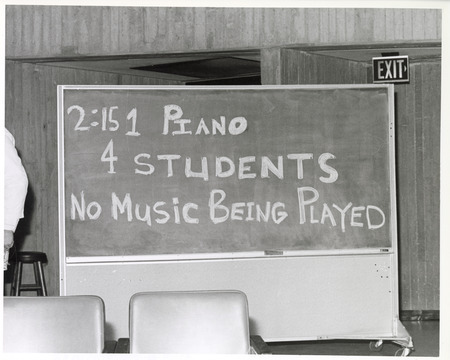 EXIT
2:15 1 PIANO
4 STUDENTS
NO MUSIC BEING PLAYED